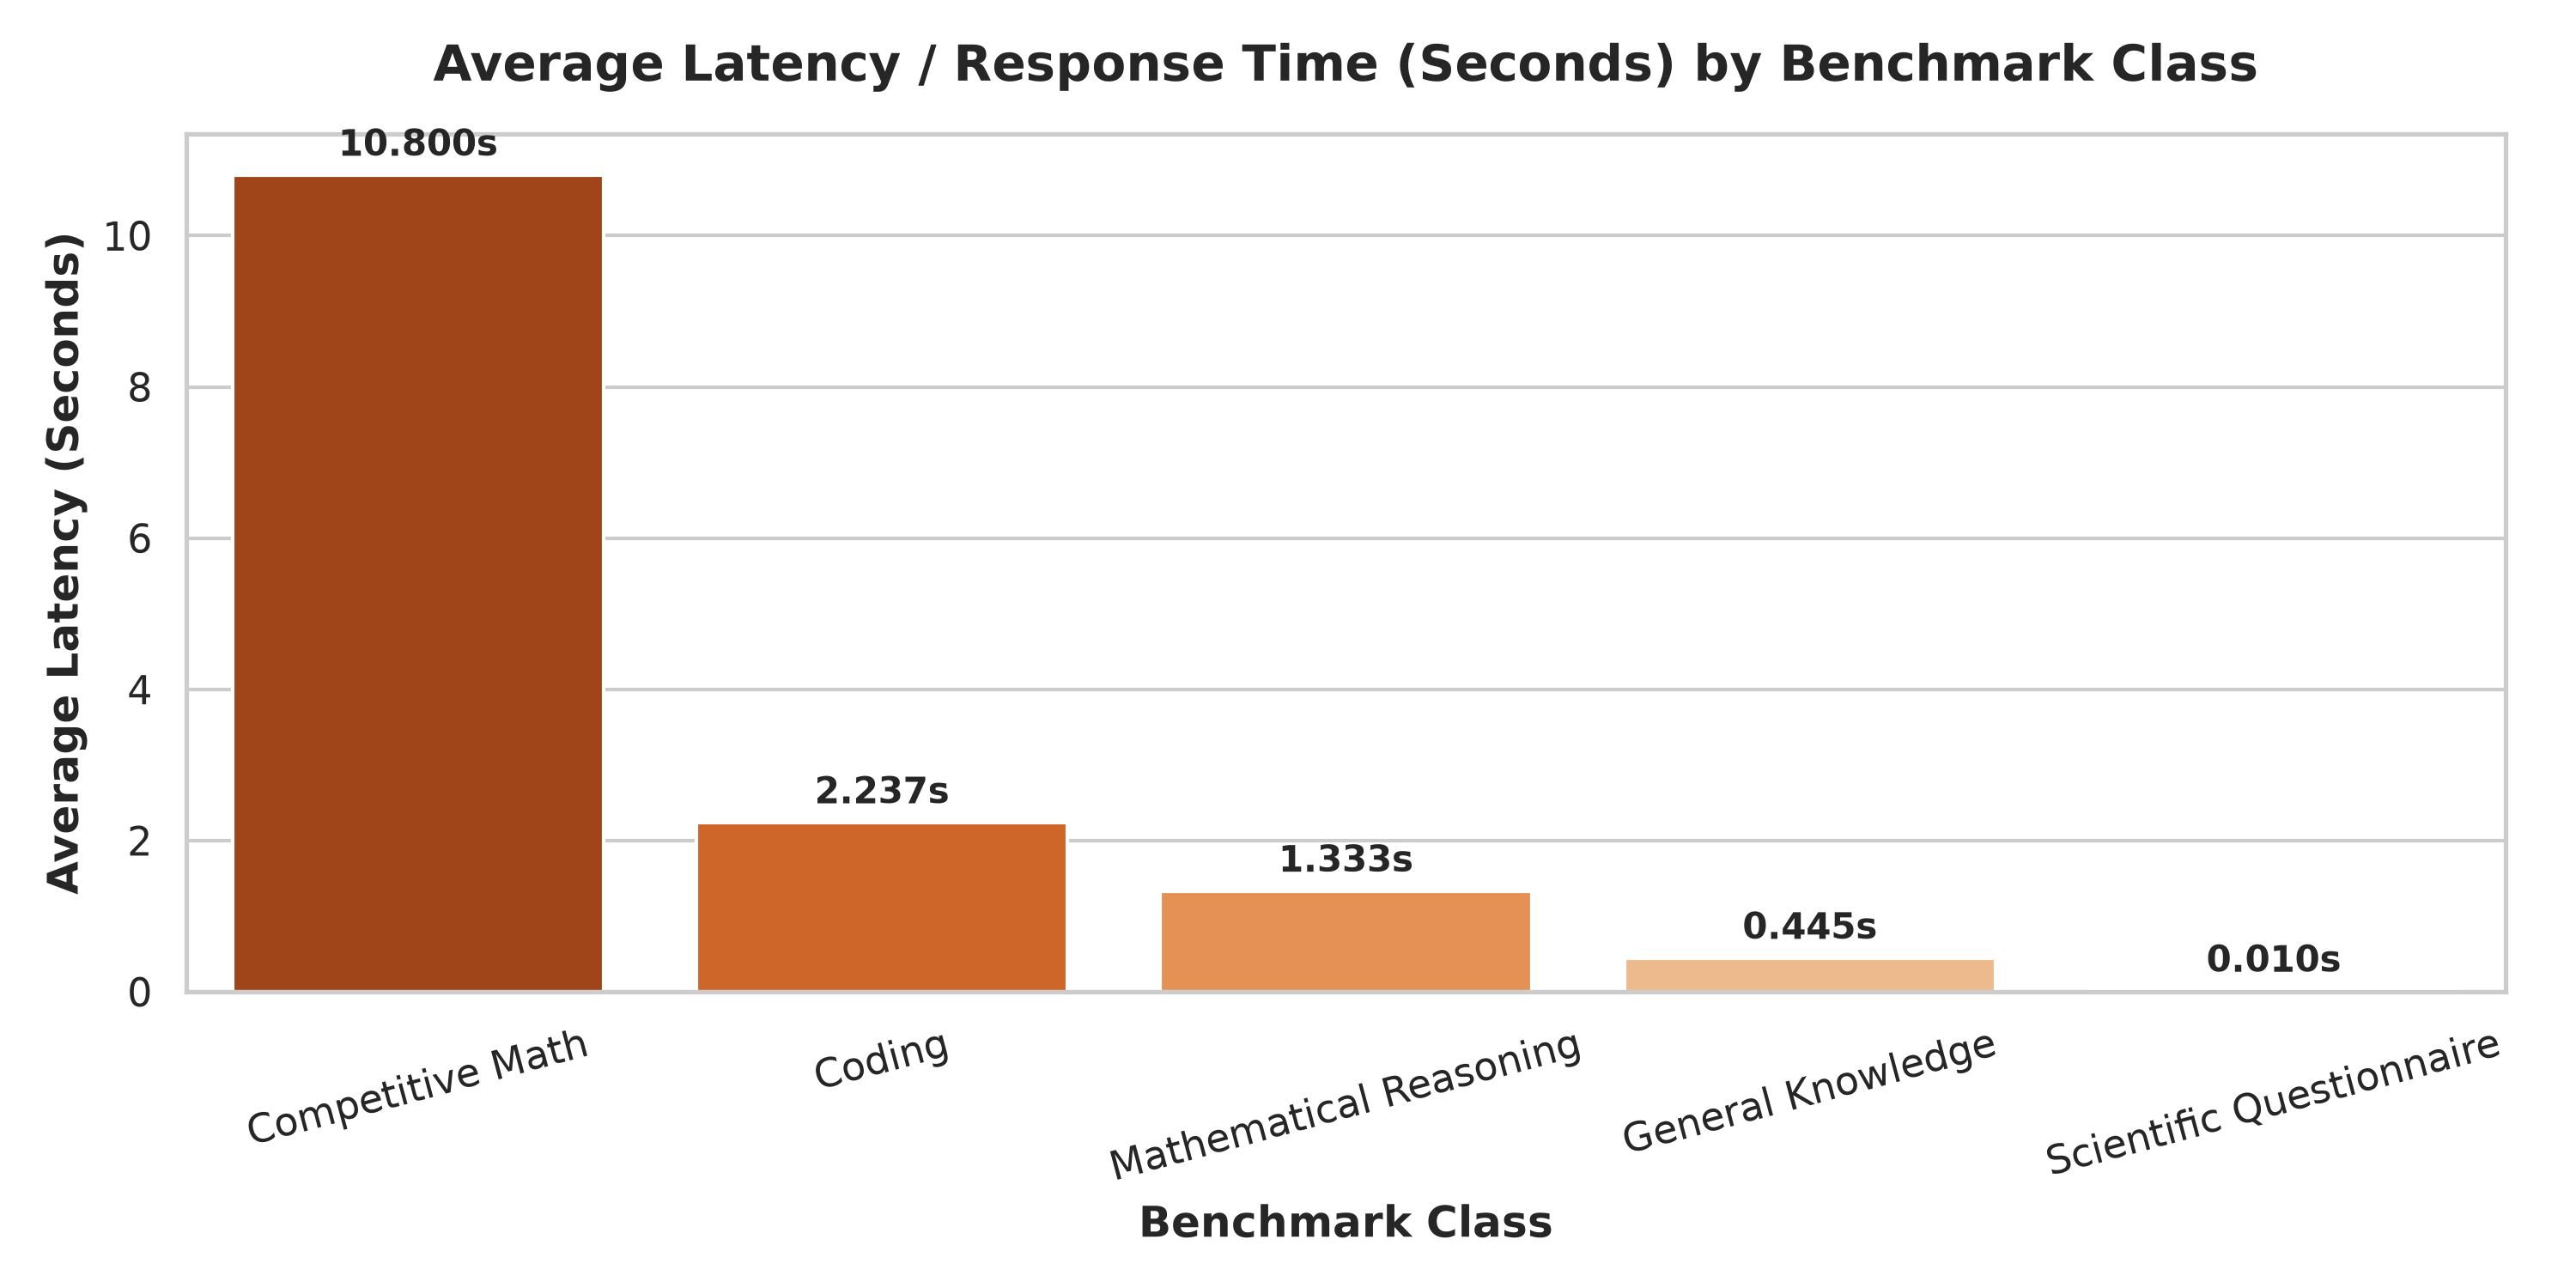 Average Latency / Response Time (Seconds) by Benchmark Class
Average Latency (Seconds)
10
8
6
4
2
0
10.800s
2.237s
1.333s
0.445s
0.010s
Competitive Math
Coding
Mathematical Reasoning
General Knowledge
Scientific Questionnaire
Benchmark Class